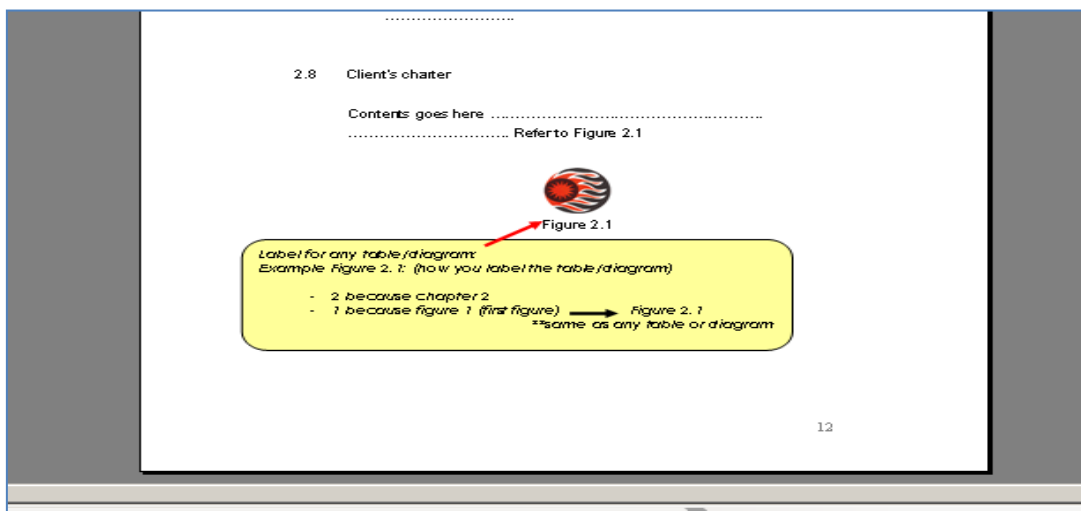 ............................
2.8 Client's charter
Contents goes here ............................................................
.................................... Refer to Figure 2.1
Figure 2.1
Label for any table/diagram:
Example Figure 2.1: (how you label the table/diagram)
- 2 because chapter 2
- 1 because figure 1 (first figure) → Figure 2.1
**same as any table or diagram
12